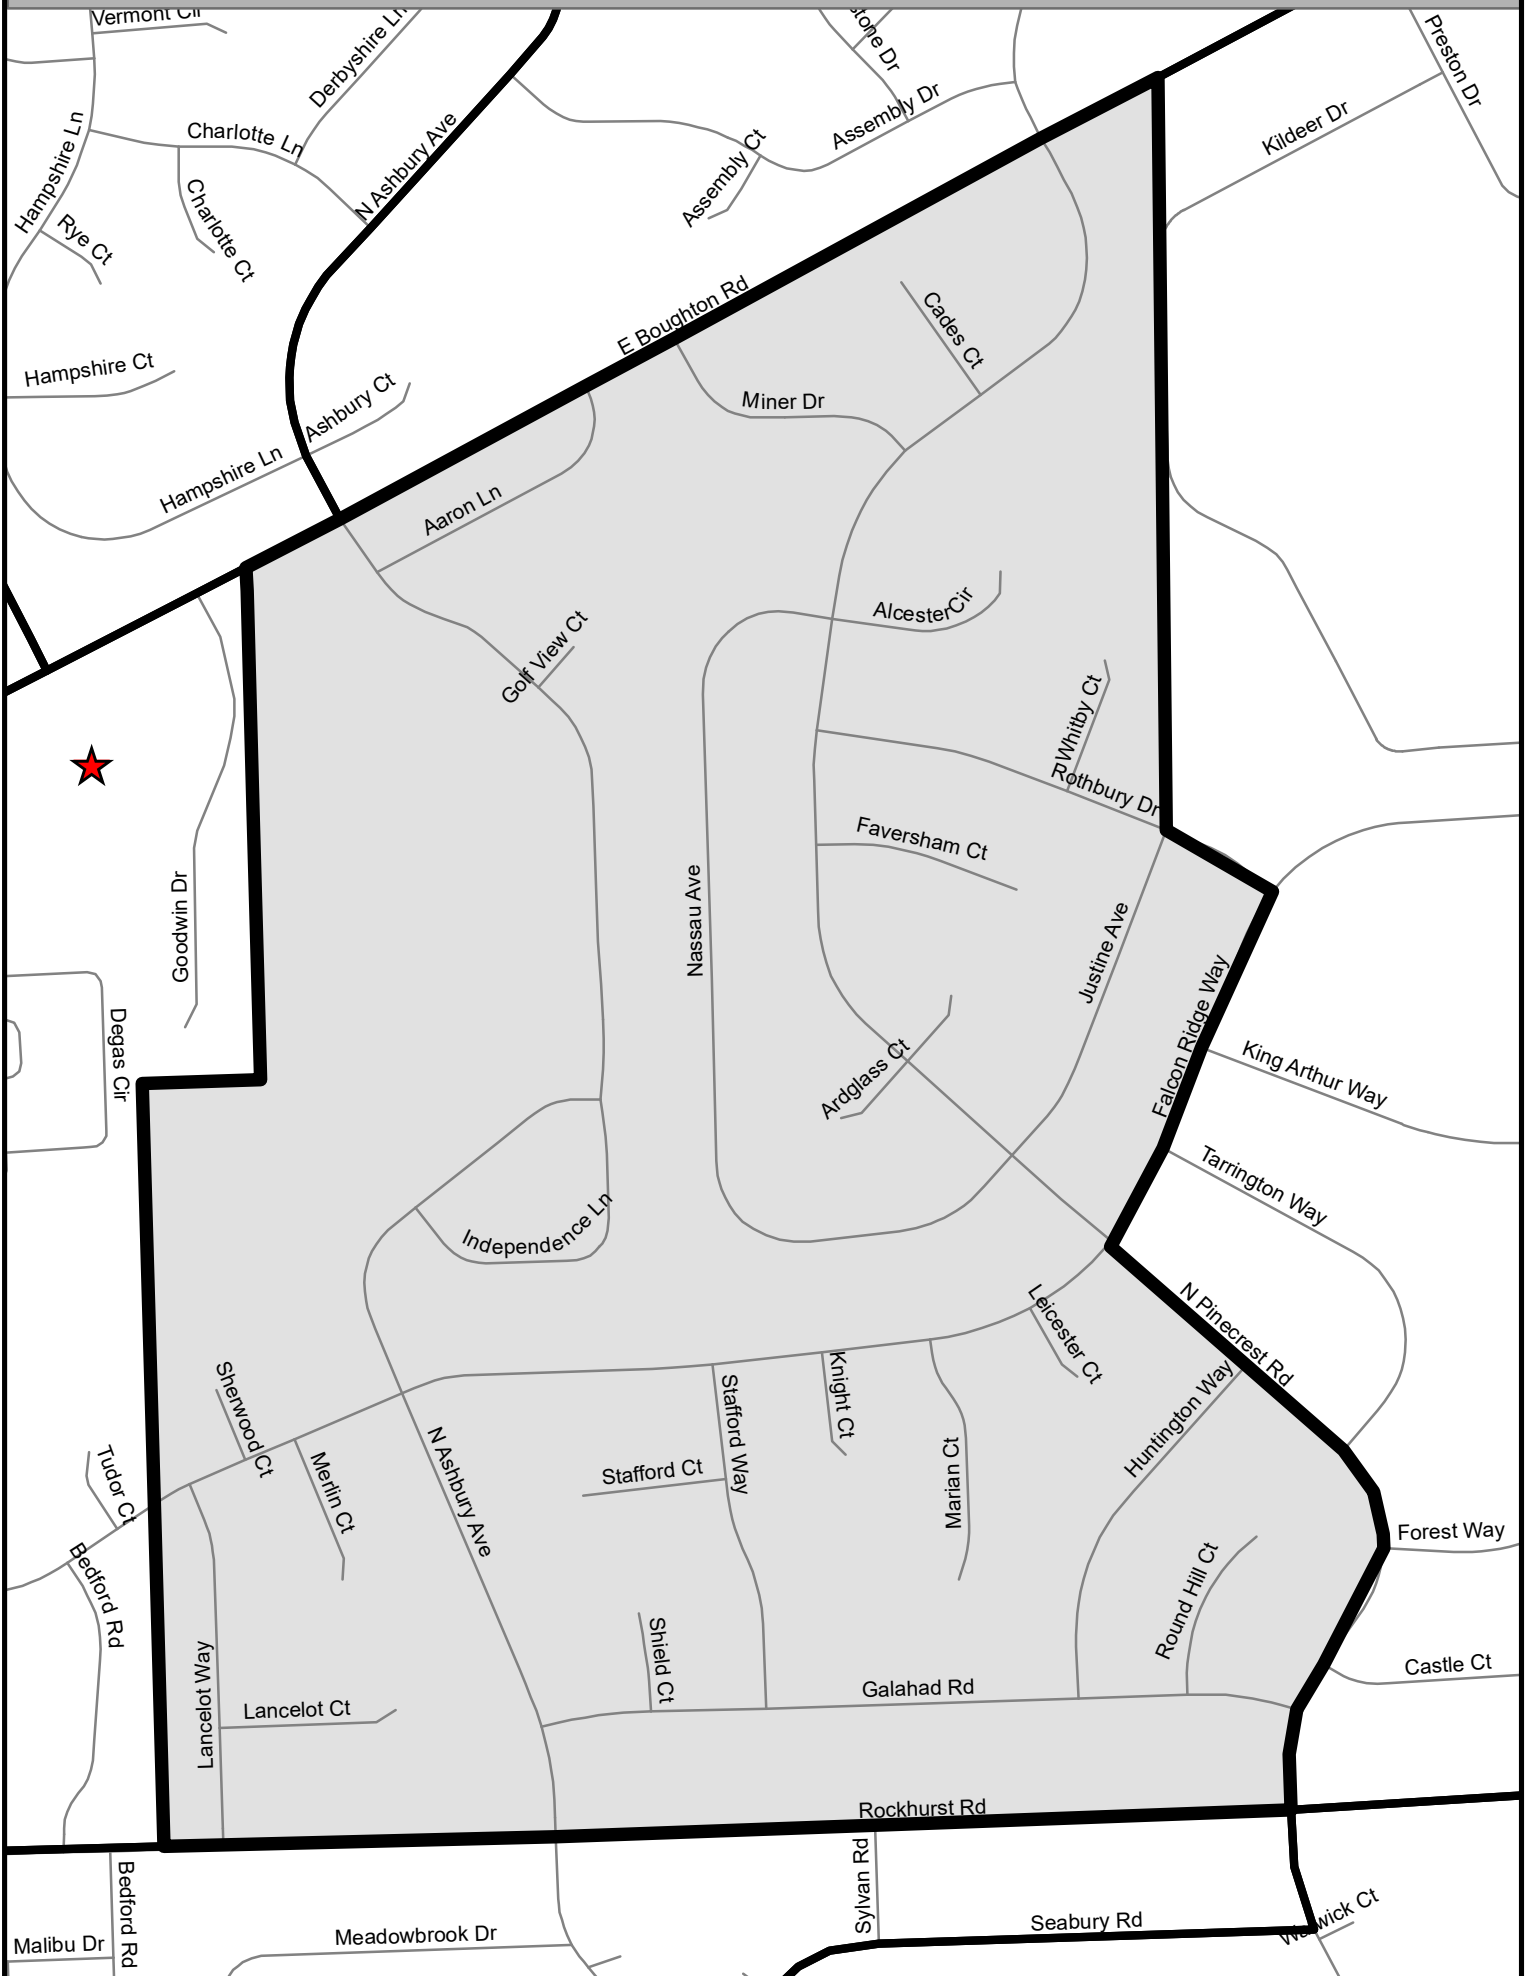 Vermont Cir
Derbyshire Ln
stone Dr
Preston Dr
Hampshire Ln
Charlotte Ln
N Ashbury Ave
Assembly Dr
Kildeer Dr
Assembly Ct
Charlotte Ct
Rye Ct
Hampshire Ct
E Boughton Rd
Cades Ct
Ashbury Ct
Miner Dr
Hampshire Ln
Aaron Ln
Alcester Cir
Golf View Ct
Whitby Ct
Rothbury Dr
Faversham Ct
Goodwin Dr
Nassau Ave
Justine Ave
Falcon Ridge Way
Degas Cir
Ardglass Ct
King Arthur Way
Tarrington Way
Independence Ln
N Pinecrest Rd
Leicester Ct
Sherwood Ct
Knight Ct
Stafford Way
Huntington Way
Tudor Ct
Merlin Ct
N Ashbury Ave
Stafford Ct
Marian Ct
Forest Way
Bedford Rd
Round Hill Ct
Lancelot Way
Shield Ct
Castle Ct
Galahad Rd
Lancelot Ct
Rockhurst Rd
Bedford Rd
Sylvan Rd
Seabury Rd
Warwick Ct
Malibu Dr
Meadowbrook Dr